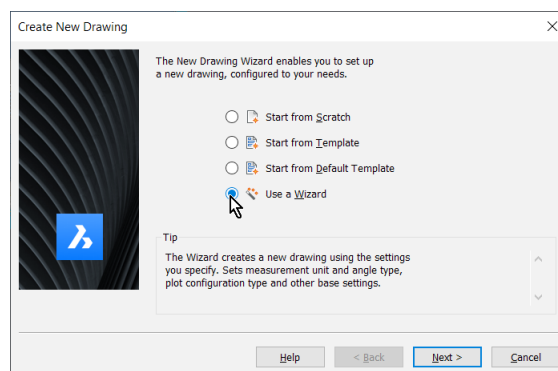 Create New Drawing
The New Drawing Wizard enables you to set up
a new drawing, configured to your needs.
Start from Scratch
Start from Template
Start from Default Template
Use a Wizard
Tip
The Wizard creates a new drawing using the settings
you specify. Sets measurement unit and angle type,
plot configuration type and other base settings.
Help
< Back
Next >
Cancel